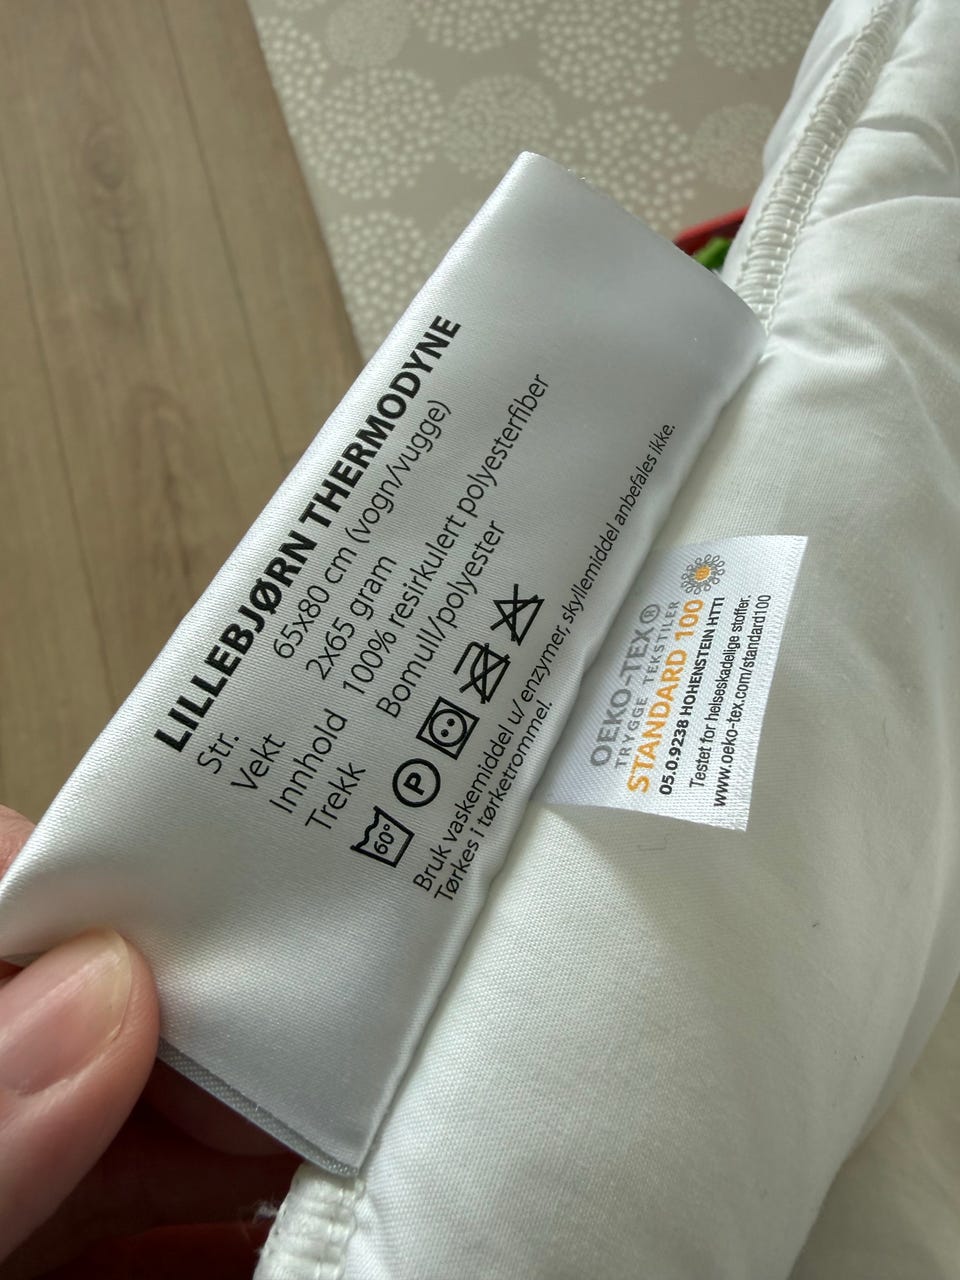 LILLEBJØRN THERMODYNE
Str. 65x80 cm (vogn/vugge)
Vekt 2x65 gram
Innhold 100% resirkulert polyesterfiber
Trekk Bomull/polyester
60° P
Bruk vaskemiddel u/ enzymer, skyllemiddel anbefales ikke.
Tørkes i tørketrommel.
OEKO-TEX®
TRYGGE TEKSTILER
STANDARD 100
05.0.9238 HOHENSTEIN HTTI
Testet for helseskadelige stoffer.
www.oeko-tex.com/standard100